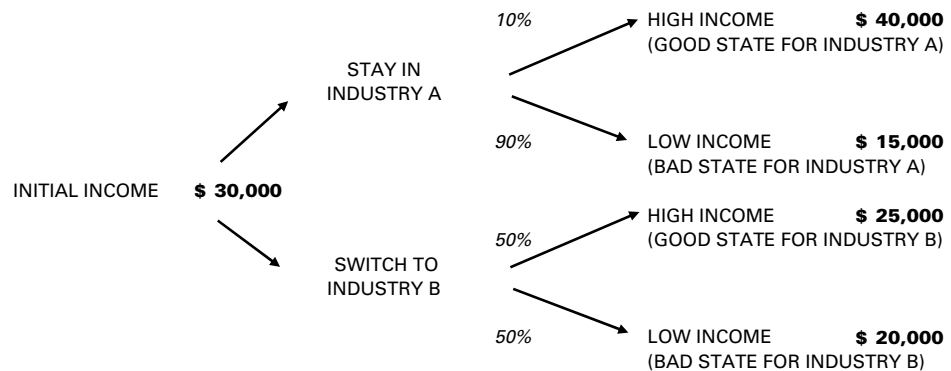 10%
HIGH INCOME $ 40,000
(GOOD STATE FOR INDUSTRY A)
STAY IN
INDUSTRY A
90%
LOW INCOME $ 15,000
(BAD STATE FOR INDUSTRY A)
INITIAL INCOME $ 30,000
HIGH INCOME $ 25,000
(GOOD STATE FOR INDUSTRY B)
50%
SWITCH TO
INDUSTRY B
50%
LOW INCOME $ 20,000
(BAD STATE FOR INDUSTRY B)